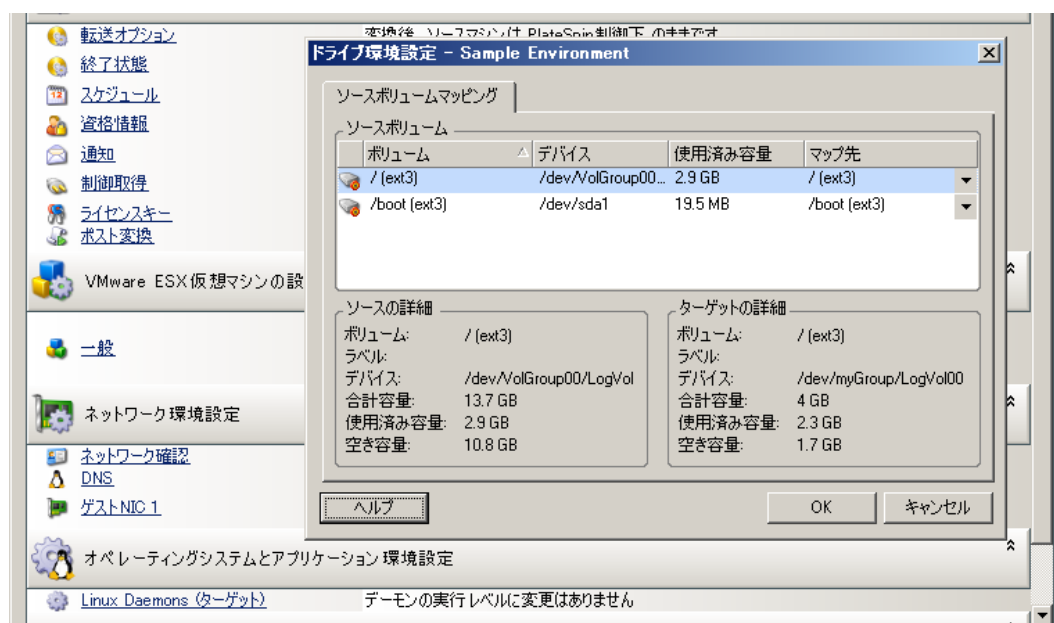 転送オプション
変換後、ソースマシンは PlateSpin制御下 のままです
終了状態
スケジュール
資格情報
通知
制御取得
ライセンスキー
ポスト変換
VMware ESX仮想マシンの設
一般
ネットワーク環境設定
ネットワーク確認
DNS
ゲストNIC 1
オペレーティングシステムとアプリケーション環境設定
Linux Daemons (ターゲット)
デーモンの実行レベルに変更はありません
ドライブ環境設定 - Sample Environment
ソースボリュームマッピング
ソースボリューム
ボリューム デバイス 使用済み容量 マップ先
/ (ext3) /dev/VolGroup00... 2.9 GB / (ext3)
/boot (ext3) /dev/sda1 19.5 MB /boot (ext3)
ソースの詳細
ボリューム: / (ext3)
ラベル:
デバイス: /dev/VolGroup00/LogVol
合計容量: 13.7 GB
使用済み容量: 2.9 GB
空き容量: 10.8 GB
ターゲットの詳細
ボリューム: / (ext3)
ラベル:
デバイス: /dev/myGroup/LogVol00
合計容量: 4 GB
使用済み容量: 2.3 GB
空き容量: 1.7 GB
ヘルプ
OK
キャンセル